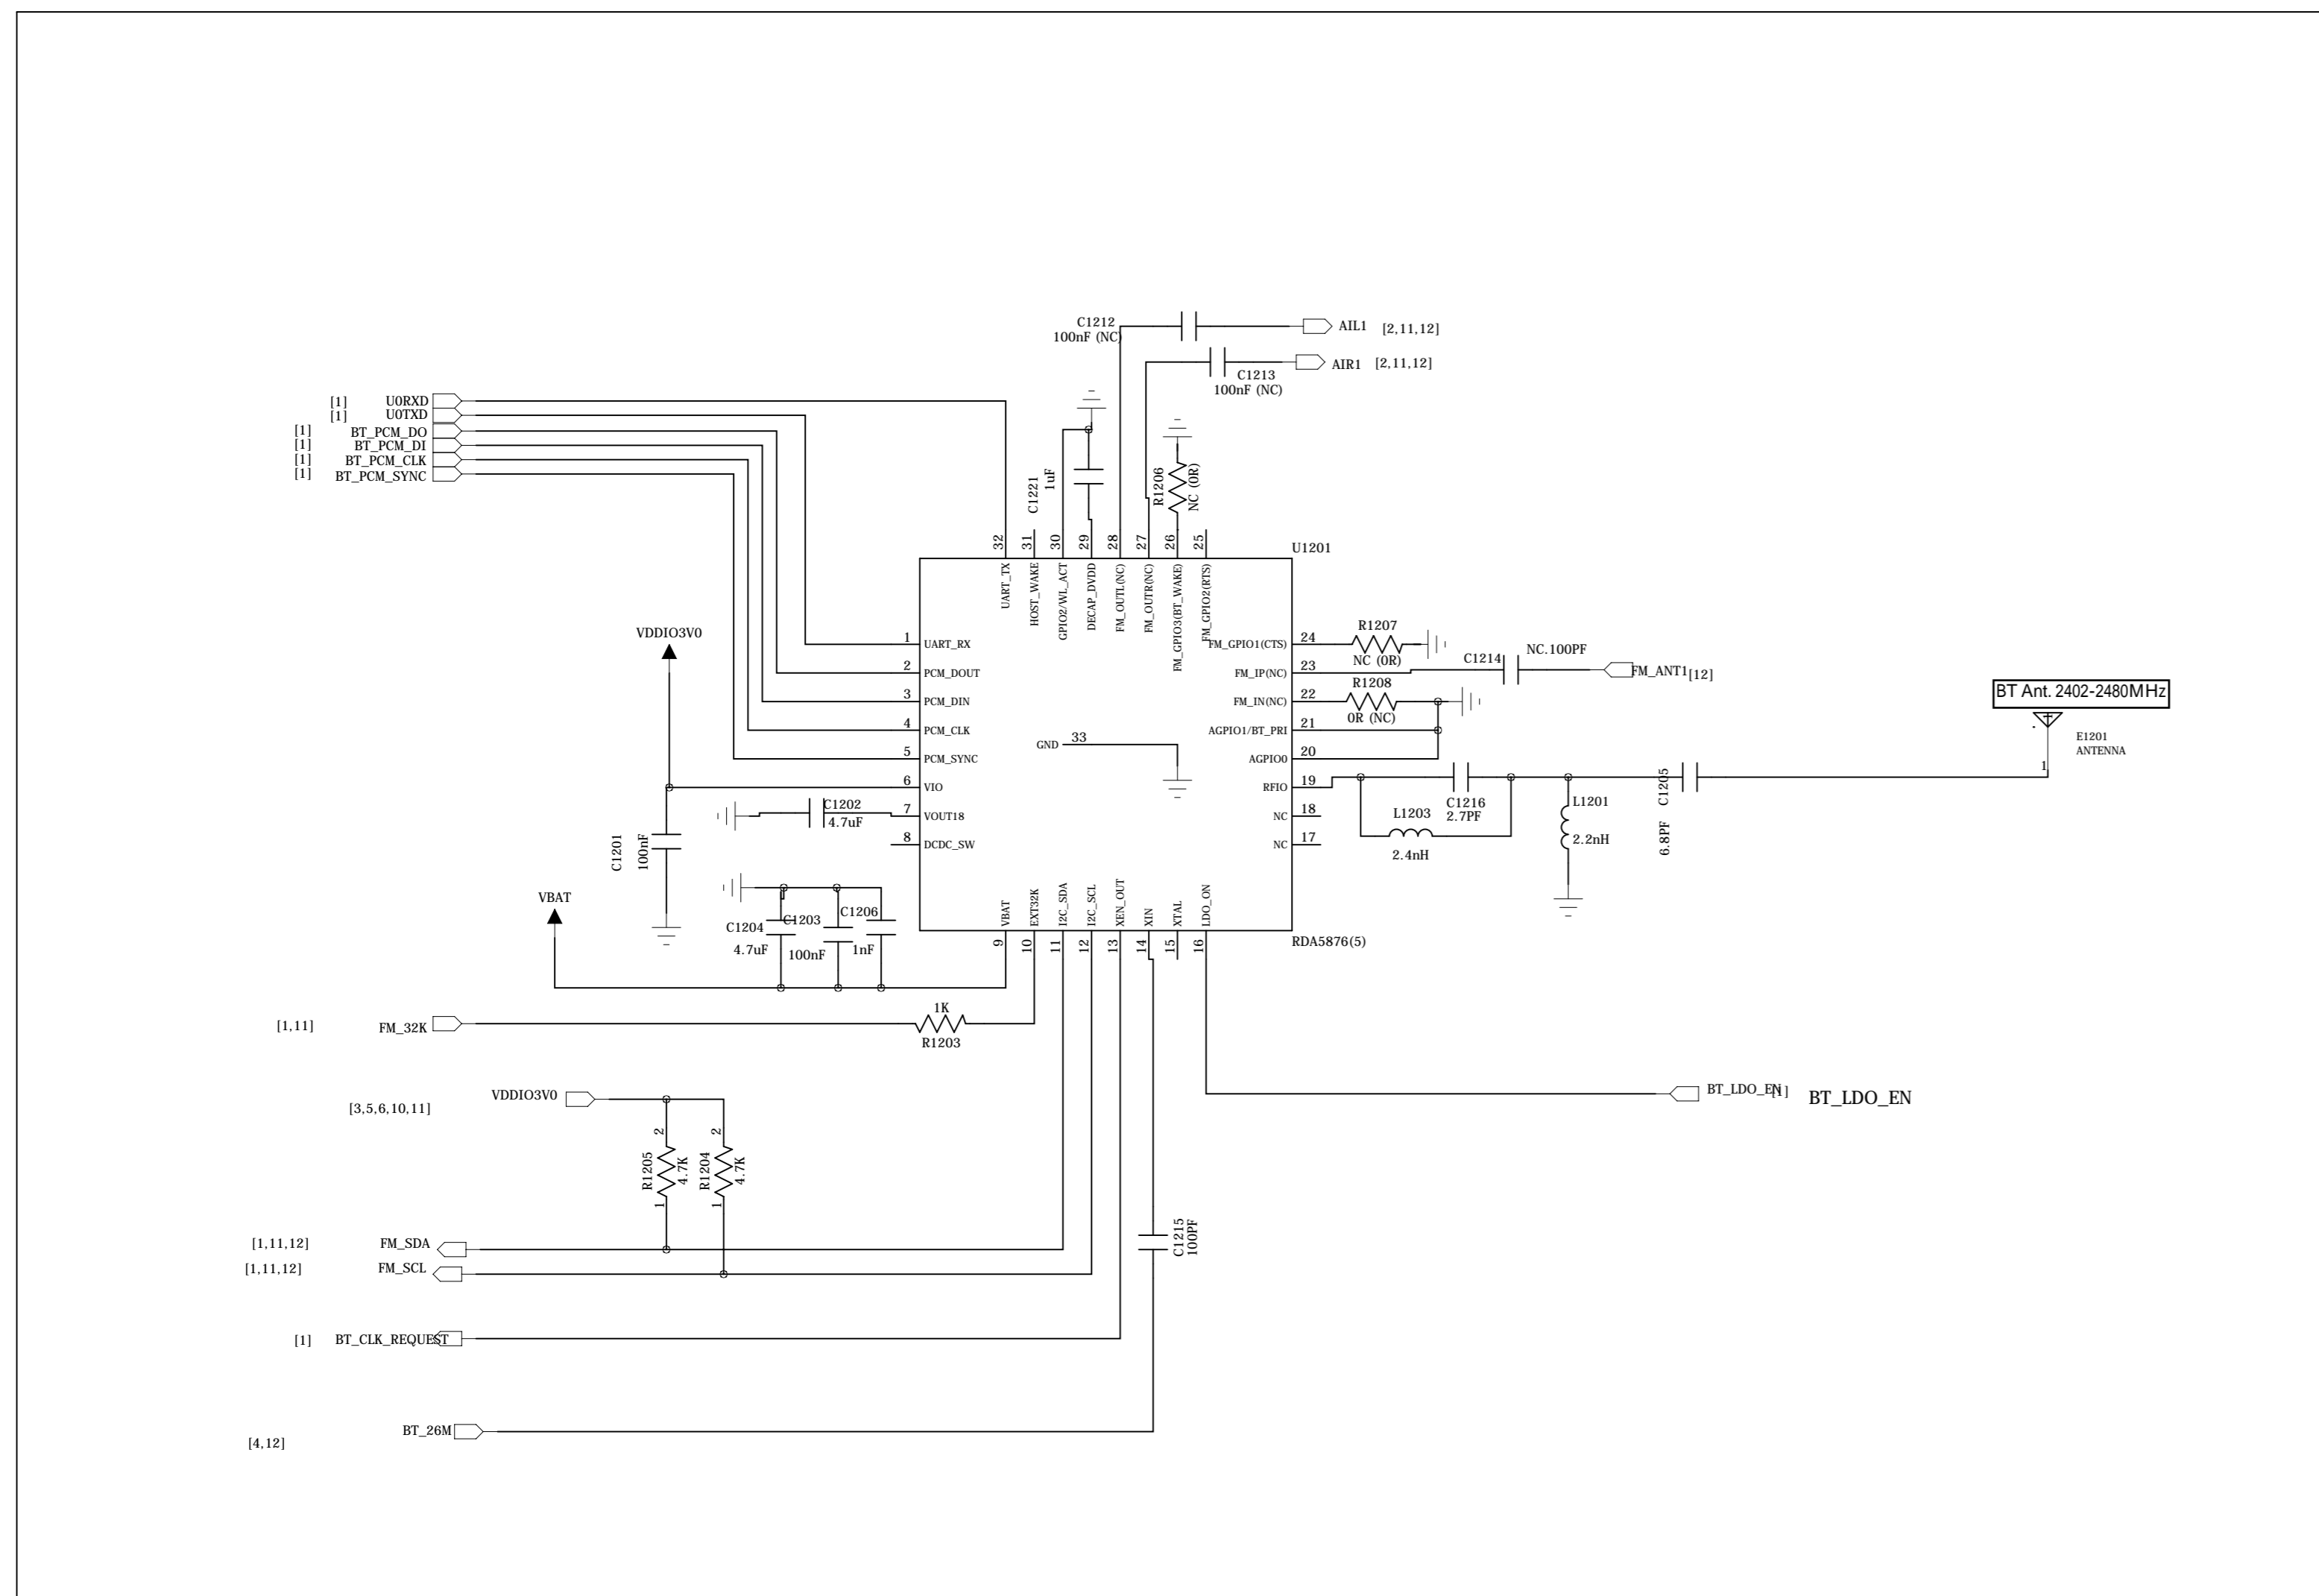 C1212
100nF (NC)
AIL1 [2,11,12]
AIR1 [2,11,12]
C1213
100nF (NC)
[1] U0RXD
[1] U0TXD
[1] BT_PCM_DO
[1] BT_PCM_DI
[1] BT_PCM_CLK
[1] BT_PCM_SYNC
C1221
1uF
R1206
NC (0R)
32
31
30
29
28
27
26
25
U1201
UART_TX
HOST_WAKE
GPIO2/WL_ACT
DECAP_DVDD
FM_OUTL(NC)
FM_OUTR(NC)
FM_GPIO3(BT_WAKE)
FM_GPIO2(RTS)
VDDIO3V0
1 UART_RX
2 PCM_DOUT
3 PCM_DIN
4 PCM_CLK
5 PCM_SYNC
6 VIO
7 VOUT18
8 DCDC_SW
GND 33
FM_GPIO1(CTS) 24
FM_IP(NC) 23
FM_IN(NC) 22
AGPIO1/BT_PRI 21
AGPIO0 20
RFIO 19
NC 18
NC 17
R1207
NC (0R)
C1214
NC.100PF
FM_ANT1 [12]
R1208
0R (NC)
BT Ant. 2402-2480MHz
E1201
ANTENNA
1
C1205
6.8PF
C1216
2.7PF
L1203
2.4nH
L1201
2.2nH
C1202
4.7uF
C1201
100nF
VBAT
C1204
4.7uF
C1203
100nF
C1206
1nF
VBAT
EXT32K
I2C_SDA
I2C_SCL
XEN_OUT
XIN
XTAL
LDO_ON
9
10
11
12
13
14
15
16
RDA5876(5)
[1,11] FM_32K
1K
R1203
[3,5,6,10,11]
VDDIO3V0
BT_LDO_EN [1] BT_LDO_EN
2
R1205
4.7K
1
2
R1204
4.7K
1
C1215
100PF
[1,11,12] FM_SDA
[1,11,12] FM_SCL
[1] BT_CLK_REQUEST
BT_26M
[4,12]